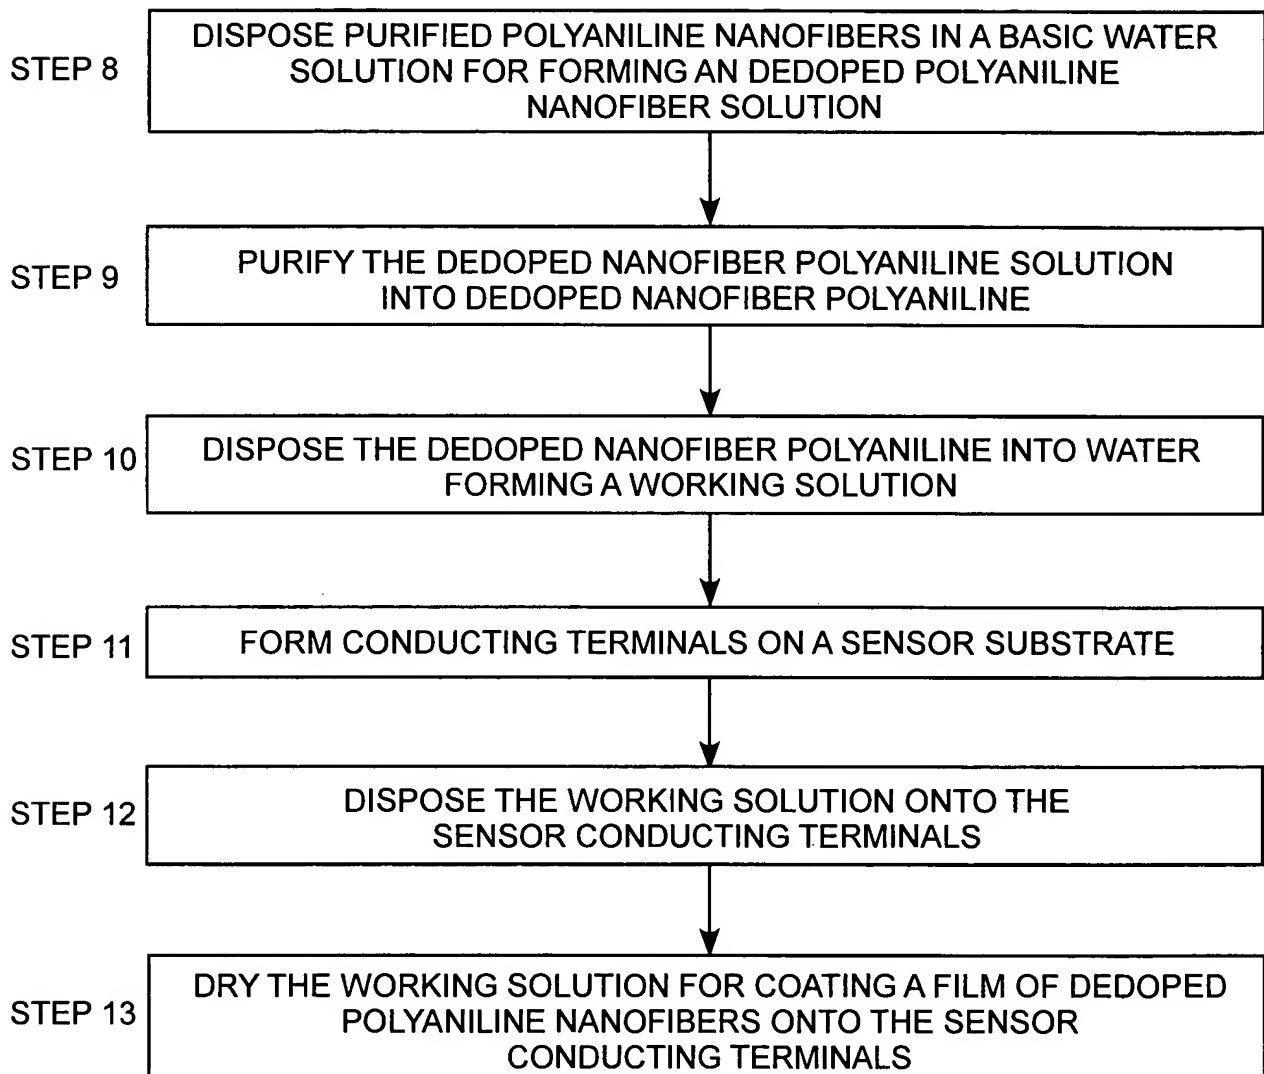 STEP 8
DISPOSE PURIFIED POLYANILINE NANOFIBERS IN A BASIC WATER
SOLUTION FOR FORMING AN DEDOPED POLYANILINE
NANOFIBER SOLUTION
STEP 9
PURIFY THE DEDOPED NANOFIBER POLYANILINE SOLUTION
INTO DEDOPED NANOFIBER POLYANILINE
STEP 10
DISPOSE THE DEDOPED NANOFIBER POLYANILINE INTO WATER
FORMING A WORKING SOLUTION
STEP 11
FORM CONDUCTING TERMINALS ON A SENSOR SUBSTRATE
STEP 12
DISPOSE THE WORKING SOLUTION ONTO THE
SENSOR CONDUCTING TERMINALS
STEP 13
DRY THE WORKING SOLUTION FOR COATING A FILM OF DEDOPED
POLYANILINE NANOFIBERS ONTO THE SENSOR
CONDUCTING TERMINALS